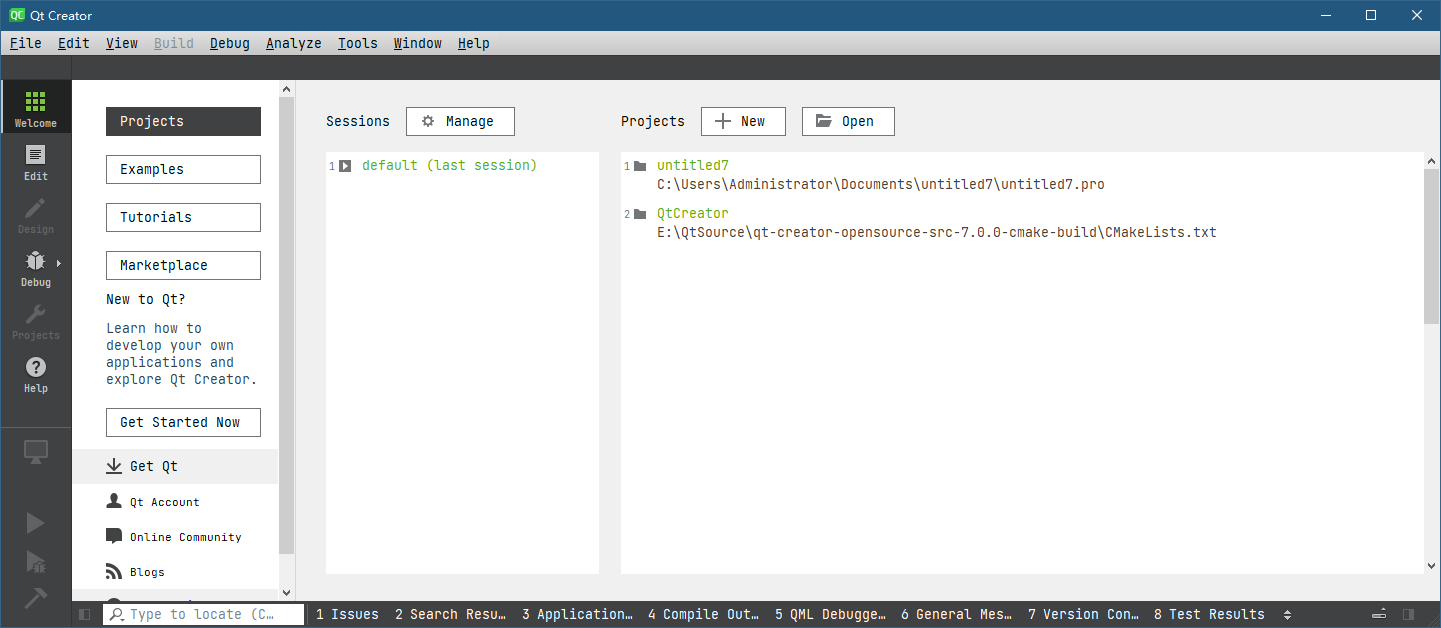 QC Qt Creator
File Edit View Build Debug Analyze Tools Window Help
Welcome
Edit
Design
Debug
Projects
Help
Projects
Examples
Tutorials
Marketplace
New to Qt?
Learn how to
develop your own
applications and
explore Qt Creator.
Get Started Now
Get Qt
Qt Account
Online Community
Blogs
Sessions Manage
1 default (last session)
Projects New Open
1 untitled7
C:\Users\Administrator\Documents\untitled7\untitled7.pro
2 QtCreator
E:\QtSource\qt-creator-opensource-src-7.0.0-cmake-build\CMakeLists.txt
Type to locate (C… 1 Issues 2 Search Resu… 3 Application… 4 Compile Out… 5 QML Debugge… 6 General Mes… 7 Version Con… 8 Test Results